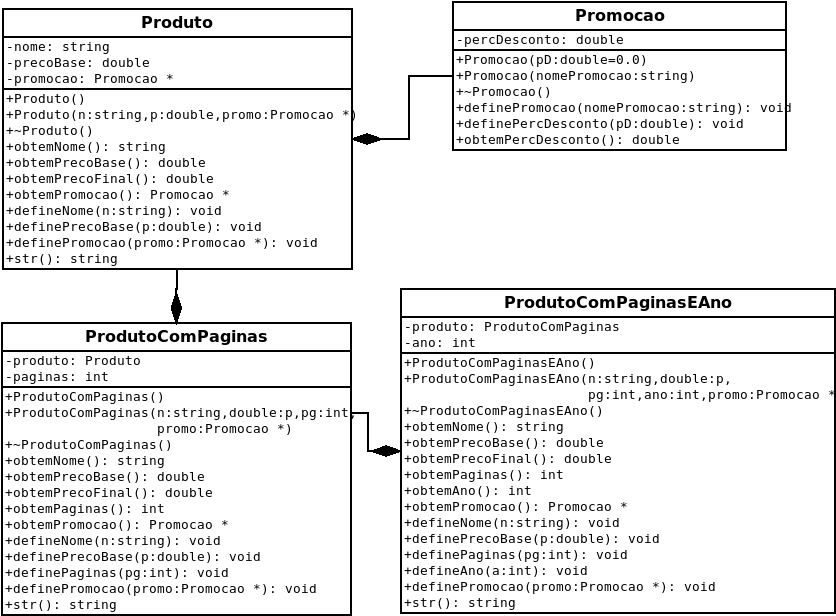 Produto
-nome: string
-precoBase: double
-promocao: Promocao *
+Produto()
+Produto(n:string,p:double,promo:Promocao *)
+~Produto()
+obtemNome(): string
+obtemPrecoBase(): double
+obtemPrecoFinal(): double
+obtemPromocao(): Promocao *
+defineNome(n:string): void
+definePrecoBase(p:double): void
+definePromocao(promo:Promocao *): void
+str(): string
Promocao
-percDesconto: double
+Promocao(pD:double=0.0)
+Promocao(nomePromocao:string)
+~Promocao()
+definePromocao(nomePromocao:string): void
+definePercDesconto(pD:double): void
+obtemPercDesconto(): double
ProdutoComPaginas
-produto: Produto
-paginas: int
+ProdutoComPaginas()
+ProdutoComPaginas(n:string,double:p,pg:int,
promo:Promocao *)
+~ProdutoComPaginas()
+obtemNome(): string
+obtemPrecoBase(): double
+obtemPrecoFinal(): double
+obtemPaginas(): int
+obtemPromocao(): Promocao *
+defineNome(n:string): void
+definePrecoBase(p:double): void
+definePaginas(pg:int): void
+definePromocao(promo:Promocao *): void
+str(): string
ProdutoComPaginasEAno
-produto: ProdutoComPaginas
-ano: int
+ProdutoComPaginasEAno()
+ProdutoComPaginasEAno(n:string,double:p,
pg:int,ano:int,promo:Promocao *
+~ProdutoComPaginasEAno()
+obtemNome(): string
+obtemPrecoBase(): double
+obtemPrecoFinal(): double
+obtemPaginas(): int
+obtemAno(): int
+obtemPromocao(): Promocao *
+defineNome(n:string): void
+definePrecoBase(p:double): void
+definePaginas(pg:int): void
+defineAno(a:int): void
+definePromocao(promo:Promocao *): void
+str(): string